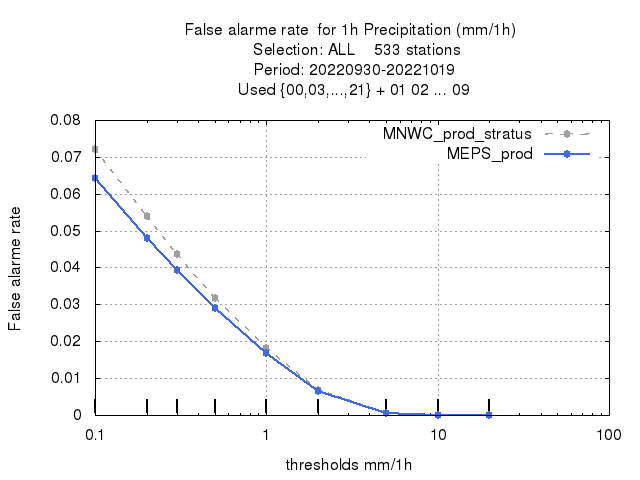 False alarme rate  for 1h Precipitation (mm/1h)
Selection: ALL    533 stations
Period: 20220930-20221019
Used {00,03,...,21} + 01 02 ... 09
MNWC_prod_stratus
MEPS_prod
False alarme rate
0.08
0.07
0.06
0.05
0.04
0.03
0.02
0.01
0
0.1
1
10
100
thresholds mm/1h